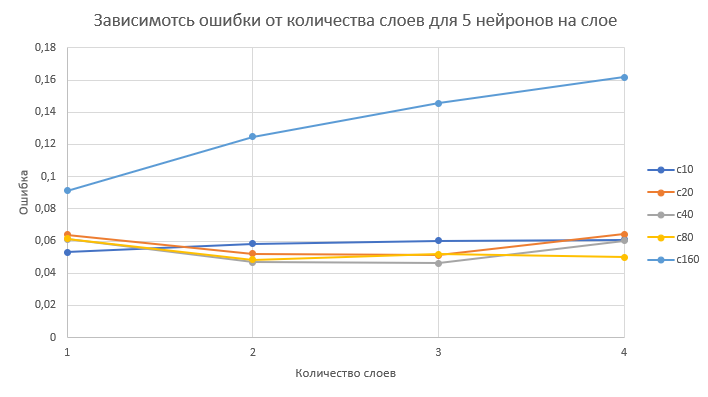 Зависимотсь ошибки от количества слоев для 5 нейронов на слое
0,18
0,16
0,14
0,12
0,1
0,08
0,06
0,04
0,02
0
Ошибка
1 2 3 4
Количество слоев
c10
c20
c40
c80
c160